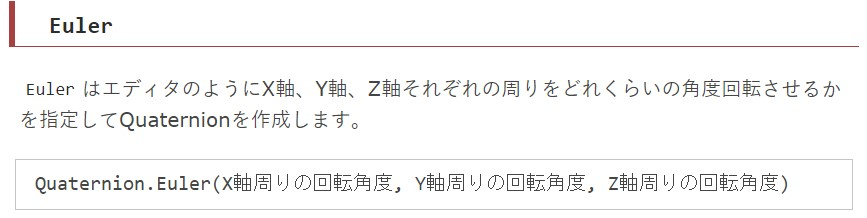 Euler
Euler はエディタのようにX軸、Y軸、Z軸それぞれの周りをどれくらいの角度回転させるか
を指定してQuaternionを作成します。
Quaternion.Euler(X軸周りの回転角度, Y軸周りの回転角度, Z軸周りの回転角度)